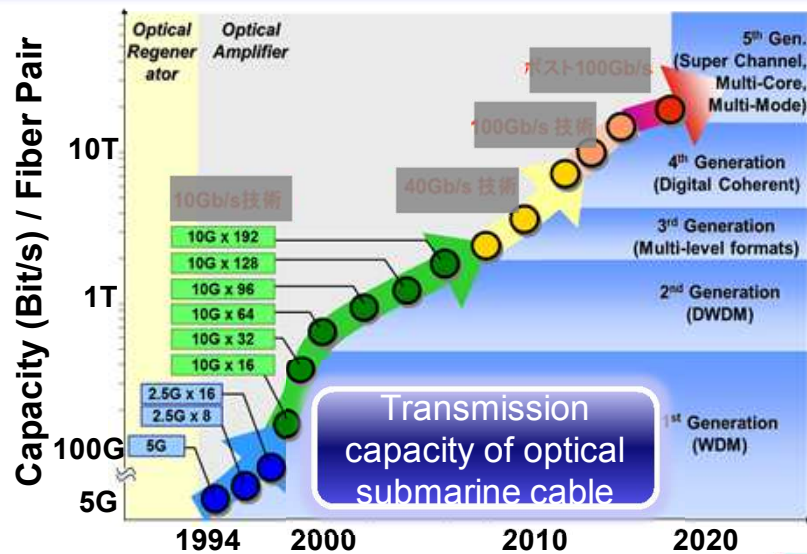 Optical
Regener
ator
Optical
Amplifier
5th Gen.
(Super Channel,
Multi-Core,
Multi-Mode)
ポスト100Gb/s
100Gb/s 技術
40Gb/s 技術
10Gb/s技術
4th Generation
(Digital Coherent)
3rd Generation
(Multi-level formats)
2nd Generation
(DWDM)
1st Generation
(WDM)
Capacity (Bit/s) / Fiber Pair
10T
1T
100G
5G
10G x 192
10G x 128
10G x 96
10G x 64
10G x 32
10G x 16
2.5G x 16
2.5G x 8
5G
Transmission
capacity of optical
submarine cable
1994
2000
2010
2020